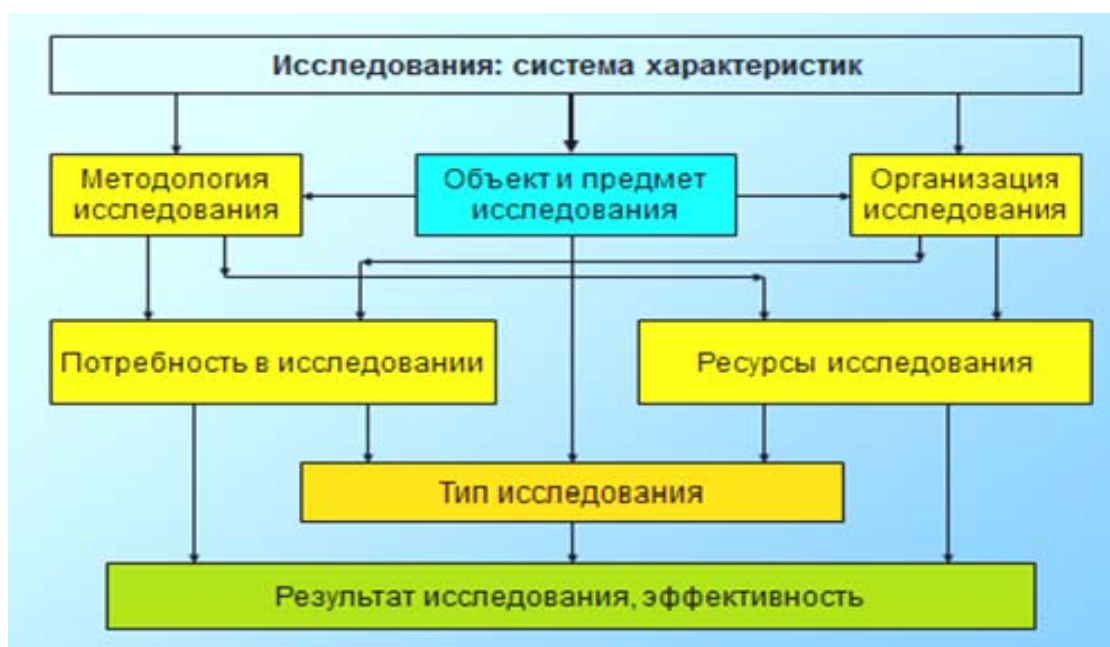 Исследования: система характеристик
Методология
исследования
Объект и предмет
исследования
Организация
исследования
Потребность в исследовании
Ресурсы исследования
Тип исследования
Результат исследования, эффективность